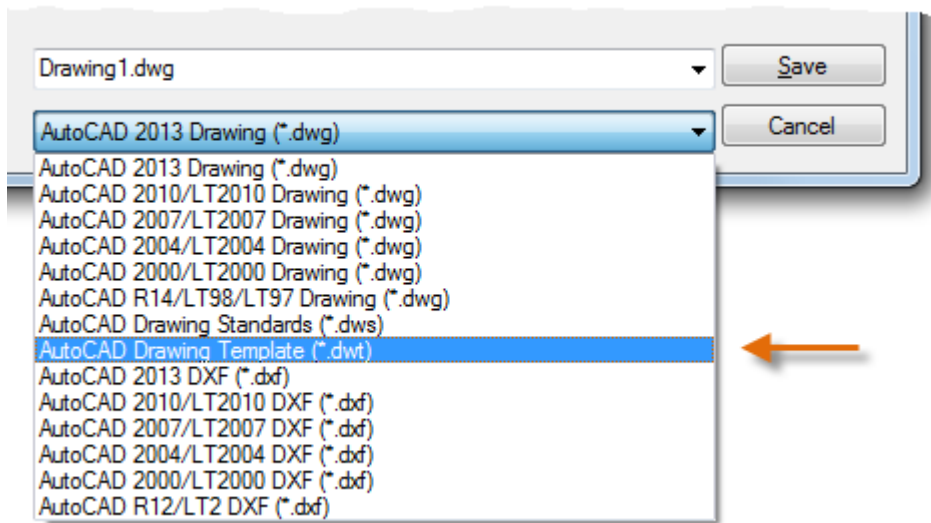 Drawing1.dwg
Save
AutoCAD 2013 Drawing (*.dwg)
Cancel
AutoCAD 2013 Drawing (*.dwg)
AutoCAD 2010/LT2010 Drawing (*.dwg)
AutoCAD 2007/LT2007 Drawing (*.dwg)
AutoCAD 2004/LT2004 Drawing (*.dwg)
AutoCAD 2000/LT2000 Drawing (*.dwg)
AutoCAD R14/LT98/LT97 Drawing (*.dwg)
AutoCAD Drawing Standards (*.dws)
AutoCAD Drawing Template (*.dwt)
AutoCAD 2013 DXF (*.dxf)
AutoCAD 2010/LT2010 DXF (*.dxf)
AutoCAD 2007/LT2007 DXF (*.dxf)
AutoCAD 2004/LT2004 DXF (*.dxf)
AutoCAD 2000/LT2000 DXF (*.dxf)
AutoCAD R12/LT2 DXF (*.dxf)